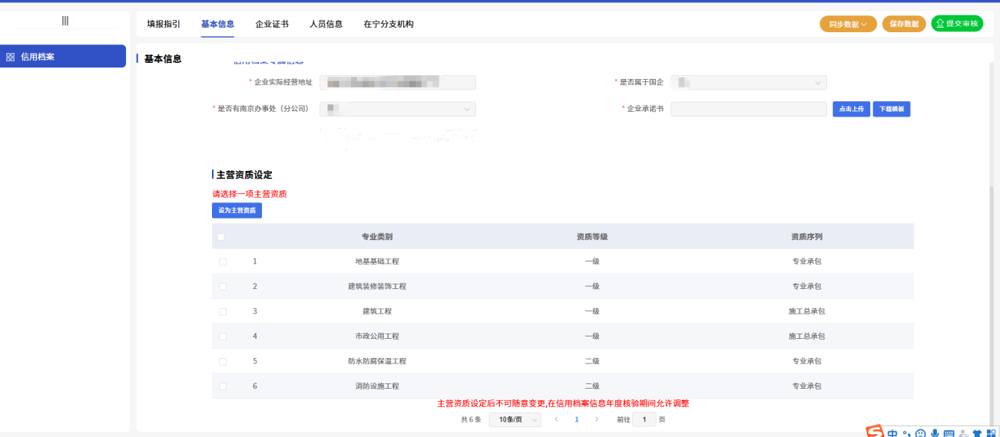 填报指引 基本信息 企业证书 人员信息 在宁分支机构 同步数据 保存数据 提交审核
信用档案
基本信息
* 企业实际经营地址 * 是否属于国企
* 是否有南京办事处（分公司） * 企业承诺书 点击上传 下载模板
主营资质设定
请选择一项主营资质
设为主营资质
专业类别 资质等级 资质序列
1 地基基础工程 一级 专业承包
2 建筑装修装饰工程 一级 专业承包
3 建筑工程 一级 施工总承包
4 市政公用工程 一级 施工总承包
5 防水防腐保温工程 二级 专业承包
6 消防设施工程 二级 专业承包
主营资质设定后不可随意变更,在信用档案信息年度核验期间允许调整
共 6 条 10条/页 < 1 > 前往 1 页
中